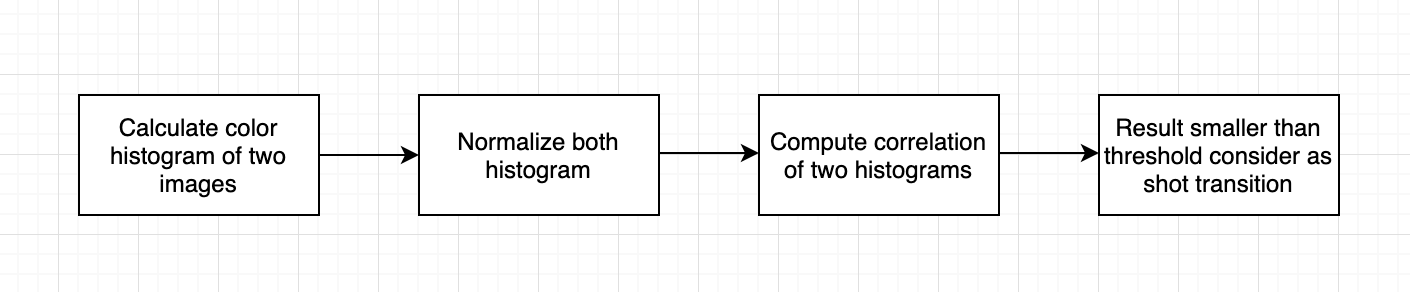 Calculate color
histogram of two
images
Normalize both
histogram
Compute correlation
of two histograms
Result smaller than
threshold consider as
shot transition